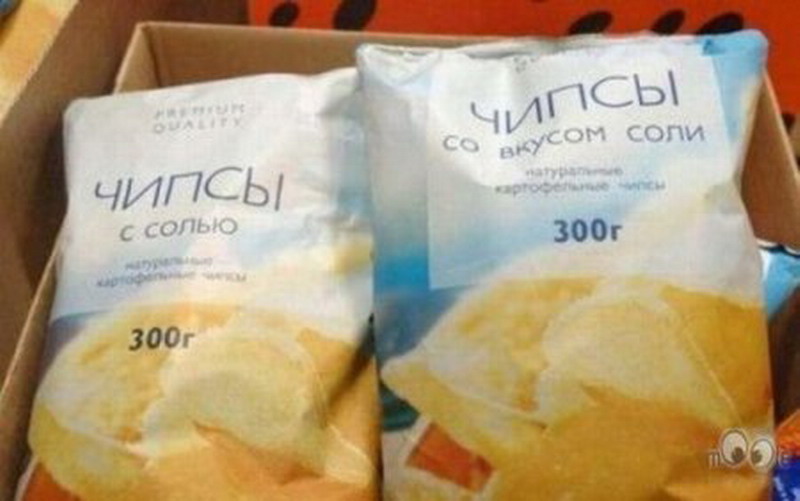 PREMIUM
QUALITY
ЧИПСЫ
с солью
натуральные
картофельные чипсы
300г
ЧИПСЫ
со вкусом соли
натуральные
картофельные чипсы
300г